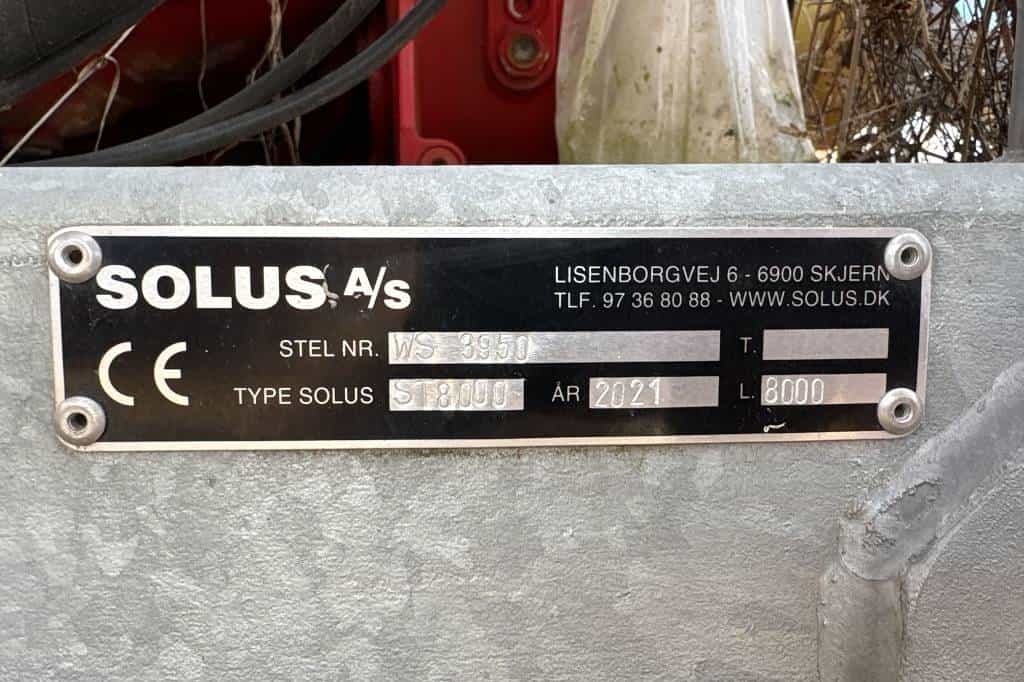 SOLUS A/S
LISENBORGVEJ 6 - 6900 SKJERN
TLF. 97 36 80 88 - WWW.SOLUS.DK
CE
STEL NR. WS 3950 T.
TYPE SOLUS ST8000 ÅR 2021 L. 8000